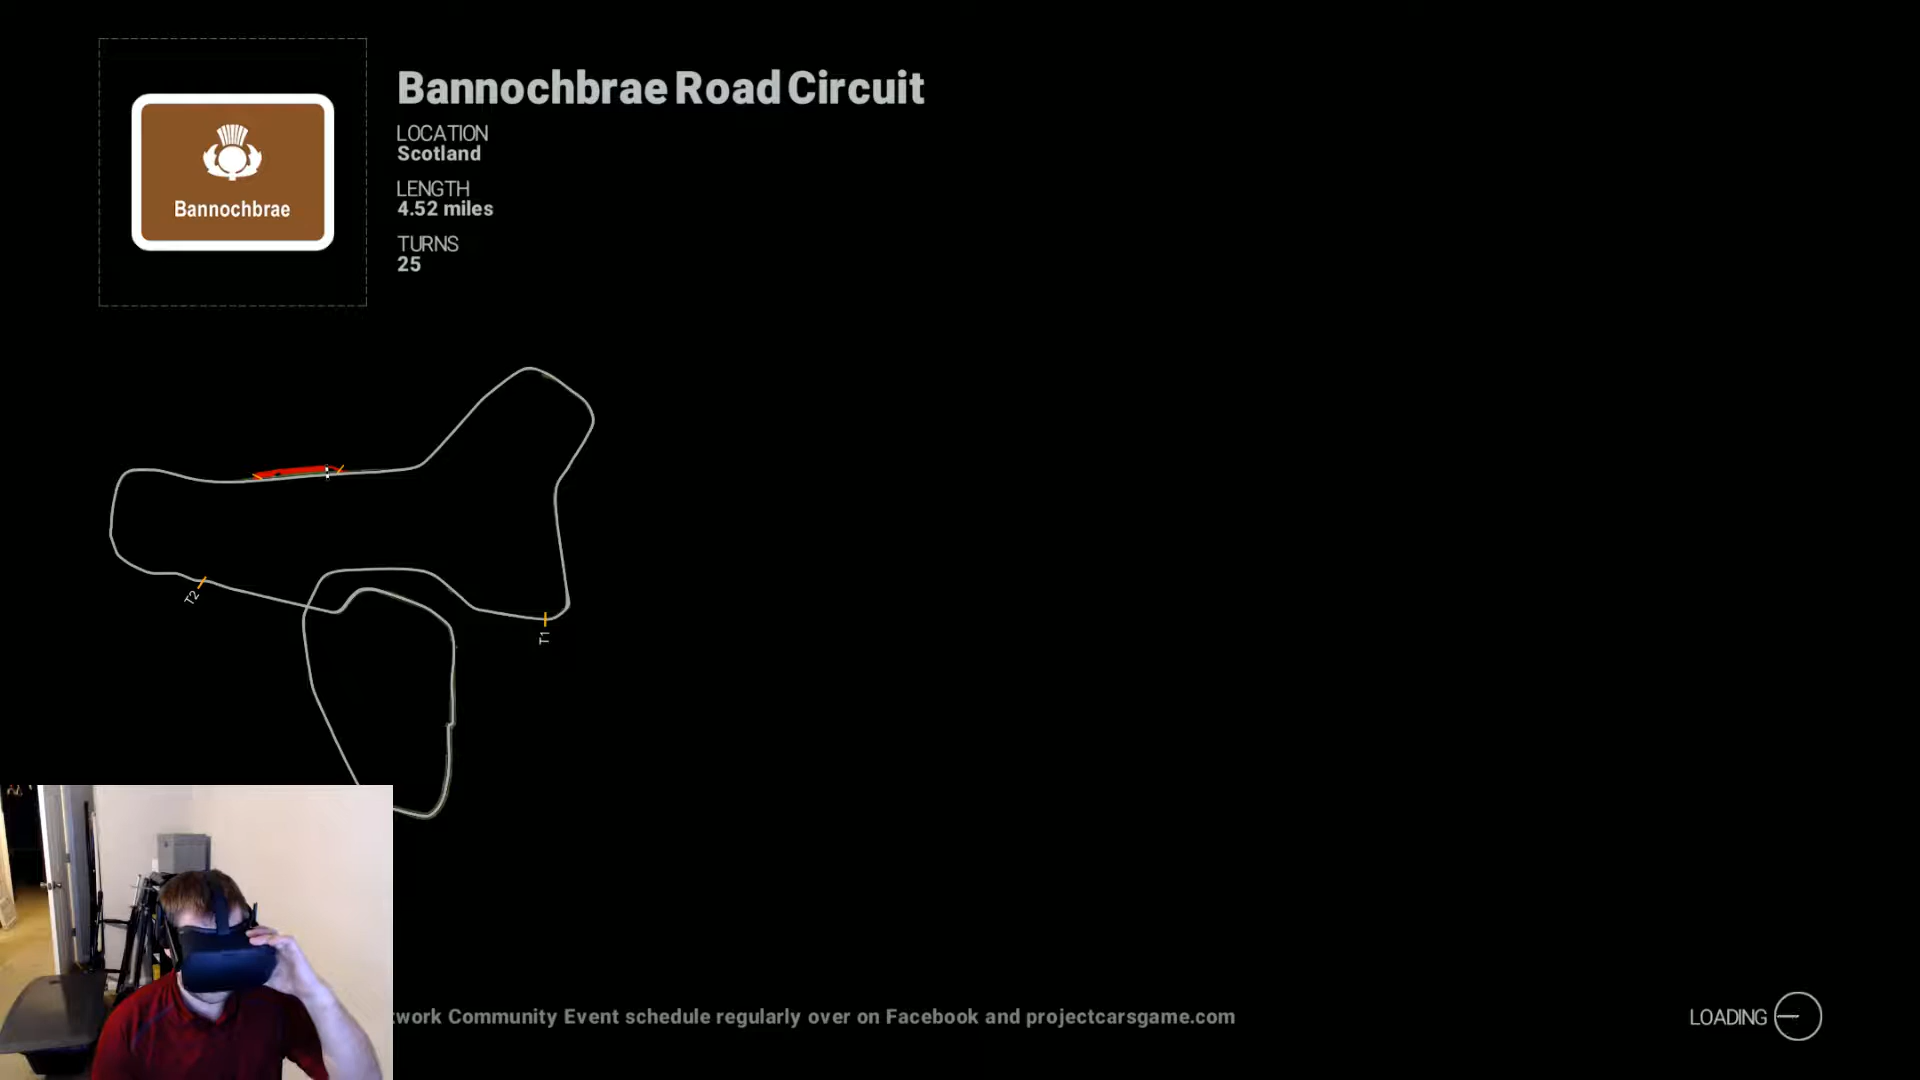 Bannochbrae Road Circuit
LOCATION
Scotland
LENGTH
4.52 miles
TURNS
25
Bannochbrae
T2
T1
Community Event schedule regularly over on Facebook and projectcarsgame.com
LOADING